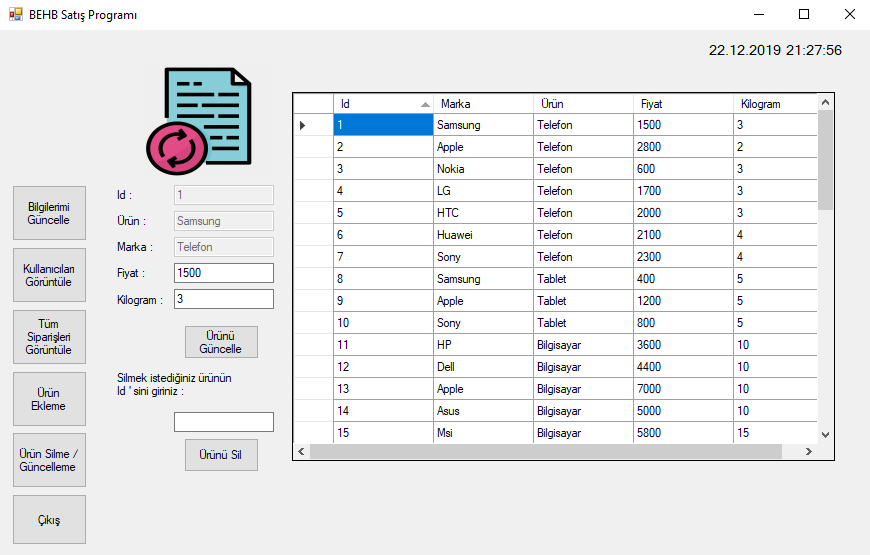 BEHB Satış Programı
22.12.2019 21:27:56
Bilgilerimi
Güncelle
Kullanıcıları
Görüntüle
Tüm
Siparişleri
Görüntüle
Ürün
Ekleme
Ürün Silme /
Güncelleme
Çıkış
Id : 1
Ürün : Samsung
Marka : Telefon
Fiyat : 1500
Kilogram : 3
Ürünü
Güncelle
Silmek istediğiniz ürünün
Id ' sini giriniz :
Ürünü Sil
Id Marka Ürün Fiyat Kilogram
1 Samsung Telefon 1500 3
2 Apple Telefon 2800 2
3 Nokia Telefon 600 3
4 LG Telefon 1700 3
5 HTC Telefon 2000 3
6 Huawei Telefon 2100 4
7 Sony Telefon 2300 4
8 Samsung Tablet 400 5
9 Apple Tablet 1200 5
10 Sony Tablet 800 5
11 HP Bilgisayar 3600 10
12 Dell Bilgisayar 4400 10
13 Apple Bilgisayar 7000 10
14 Asus Bilgisayar 5000 10
15 Msi Bilgisayar 5800 15